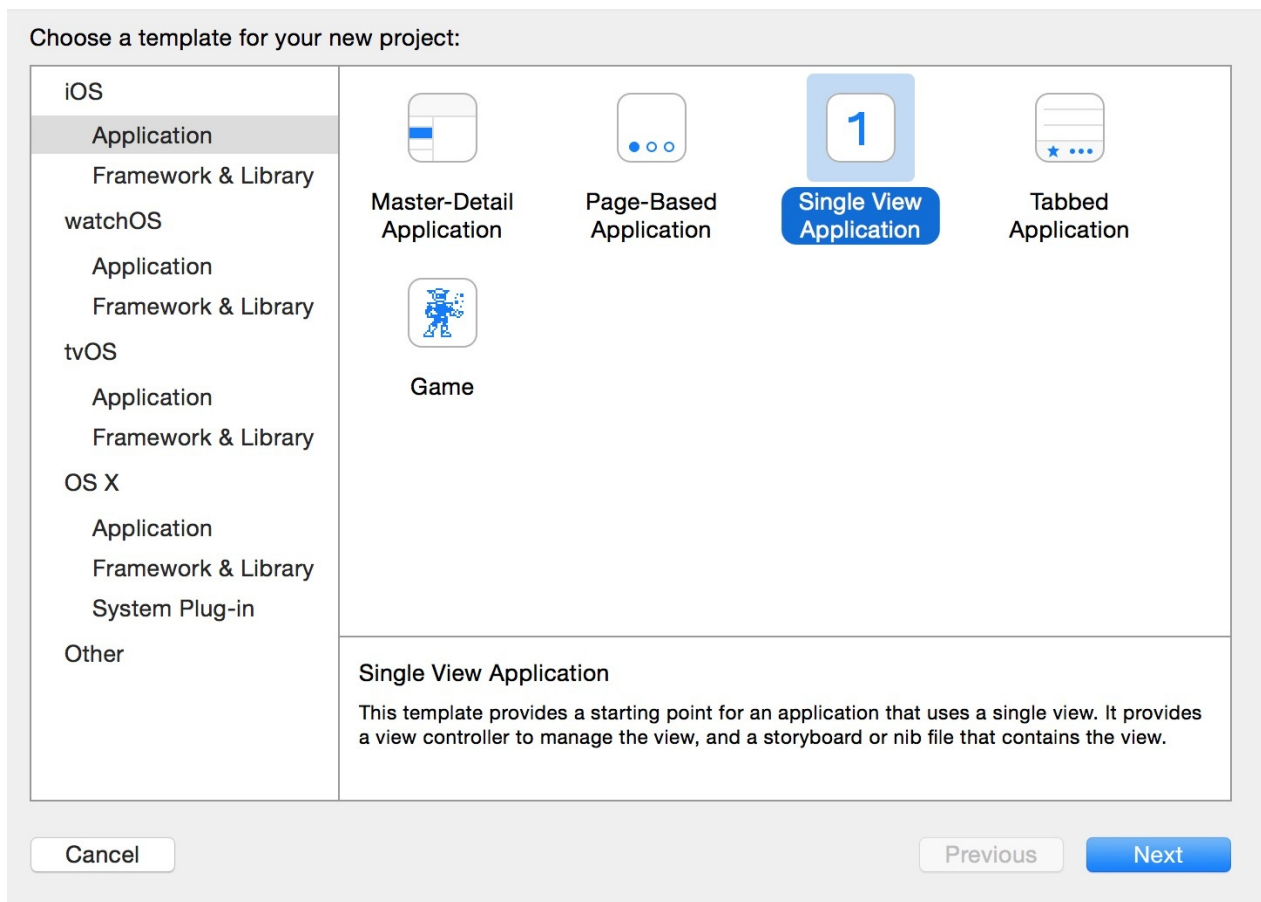 Choose a template for your new project:
iOS
Application
Framework & Library
watchOS
Application
Framework & Library
tvOS
Application
Framework & Library
OS X
Application
Framework & Library
System Plug-in
Other
Master-Detail
Application
Page-Based
Application
1
Single View
Application
Tabbed
Application
Game
Single View Application
This template provides a starting point for an application that uses a single view. It provides
a view controller to manage the view, and a storyboard or nib file that contains the view.
Cancel
Previous
Next